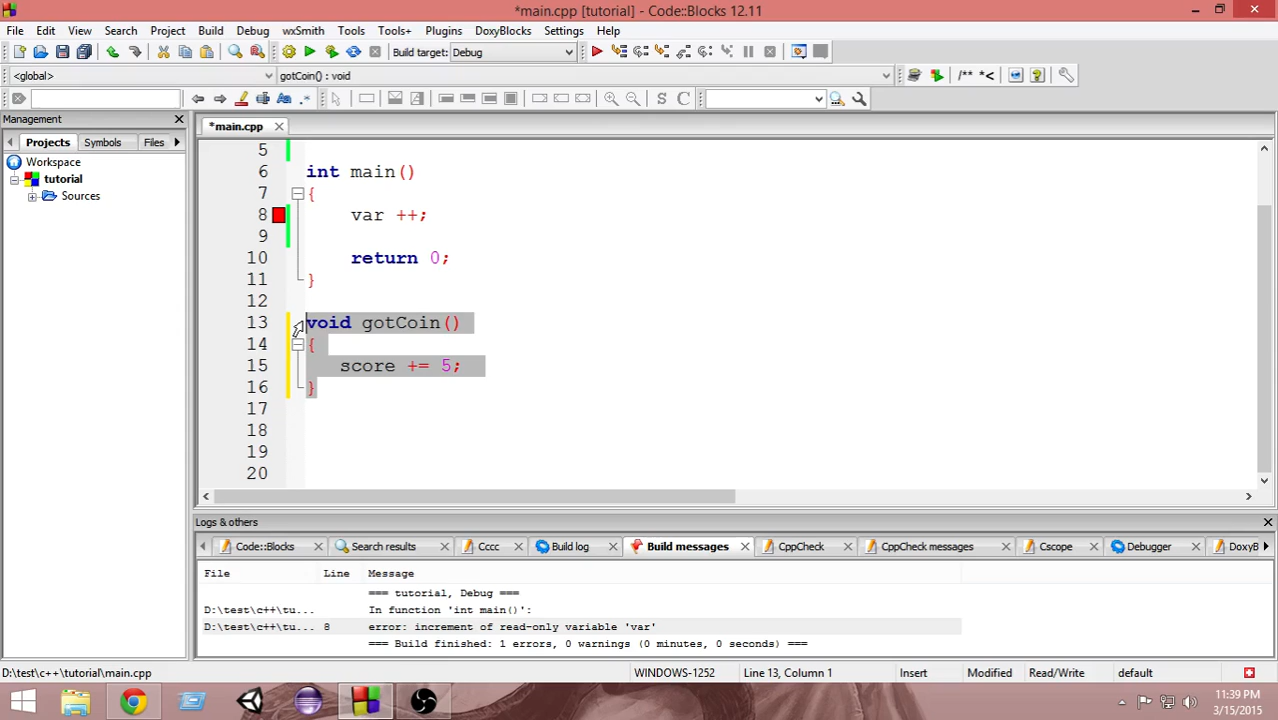 *main.cpp [tutorial] - Code::Blocks 12.11
File Edit View Search Project Build Debug wxSmith Tools Tools+ Plugins DoxyBlocks Settings Help
Build target: Debug
<global> gotCoin() : void /** *<
Aa .* S C
Management *main.cpp
Projects Symbols Files
Workspace
tutorial
Sources
5
6 int main()
7 {
8 var ++;
9
10 return 0;
11 }
12
13 void gotCoin()
14 {
15 score += 5;
16 }
17
18
19
20
Logs & others
Code::Blocks Search results Cccc Build log Build messages CppCheck CppCheck messages Cscope Debugger DoxyB
File Line Message
=== tutorial, Debug ===
D:\test\c++\tu... In function 'int main()':
D:\test\c++\tu... 8 error: increment of read-only variable 'var'
=== Build finished: 1 errors, 0 warnings (0 minutes, 0 seconds) ===
D:\test\c++\tutorial\main.cpp WINDOWS-1252 Line 13, Column 1 Insert Modified Read/Write default
11:39 PM
3/15/2015